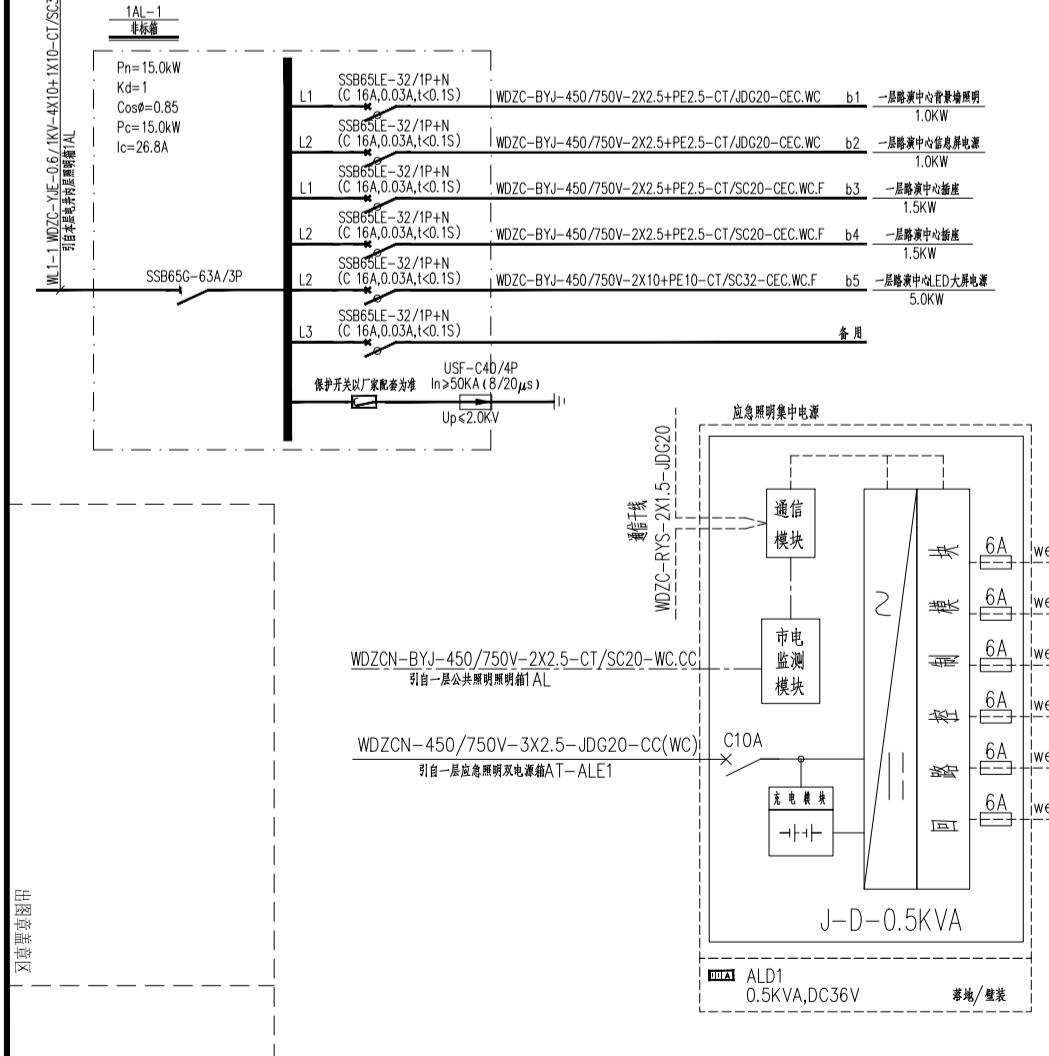 1AL-1
非标箱
WL1-1 WDZC-YJE-0.6/1KV-4X10+1X10-CT/SC3
引自本层电井内层照明箱1AL
Pn=15.0kW
Kd=1
Cosø=0.85
Pc=15.0kW
Ic=26.8A
SSB65G-63A/3P
L1 SSB65LE-32/1P+N
(C 16A,0.03A,t<0.1S) WDZC-BYJ-450/750V-2X2.5+PE2.5-CT/JDG20-CEC.WC b1 一层路演中心背景墙照明
1.0KW
L2 SSB65LE-32/1P+N
(C 16A,0.03A,t<0.1S) WDZC-BYJ-450/750V-2X2.5+PE2.5-CT/JDG20-CEC.WC b2 一层路演中心信息屏电源
1.0KW
L1 SSB65LE-32/1P+N
(C 16A,0.03A,t<0.1S) WDZC-BYJ-450/750V-2X2.5+PE2.5-CT/SC20-CEC.WC.F b3 一层路演中心插座
1.5KW
L2 SSB65LE-32/1P+N
(C 16A,0.03A,t<0.1S) WDZC-BYJ-450/750V-2X2.5+PE2.5-CT/SC20-CEC.WC.F b4 一层路演中心插座
1.5KW
L2 SSB65LE-32/1P+N
(C 16A,0.03A,t<0.1S) WDZC-BYJ-450/750V-2X10+PE10-CT/SC32-CEC.WC.F b5 一层路演中心LED大屏电源
5.0KW
L3 SSB65LE-32/1P+N
(C 16A,0.03A,t<0.1S) 备用
保护开关以厂家配套为准
USF-C40/4P
In≥50KA(8/20μs)
Up≤2.0KV
应急照明集中电源
通信干线
WDZC-RYS-2X1.5-JDG20
通信
模块
市电
监测
模块
WDZCN-BYJ-450/750V-2X2.5-CT/SC20-WC.CC
引自一层公共照明照明箱1AL
WDZCN-450/750V-3X2.5-JDG20-CC(WC)
引自一层应急照明双电源箱AT-ALE1
C10A
充电模块
回路控制模块
6A we
6A we
6A we
6A we
6A we
6A we
J-D-0.5KVA
ALD1
0.5KVA,DC36V
落地/壁装
出图章盖章区